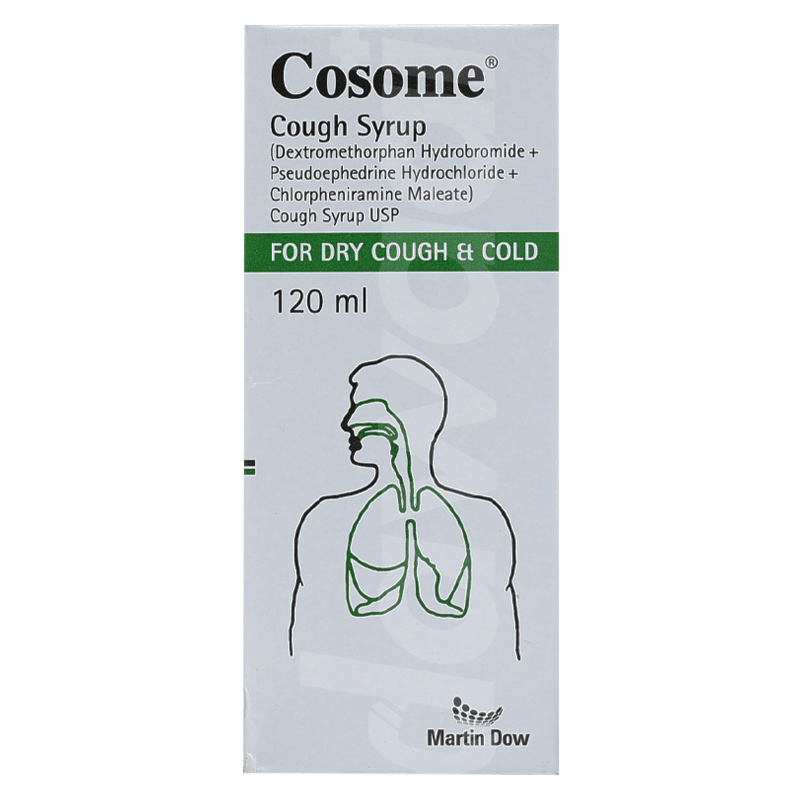 Cosome®
Cough Syrup
(Dextromethorphan Hydrobromide +
Pseudoephedrine Hydrochloride +
Chlorpheniramine Maleate)
Cough Syrup USP
FOR DRY COUGH & COLD
120 ml
dawaai
Martin Dow